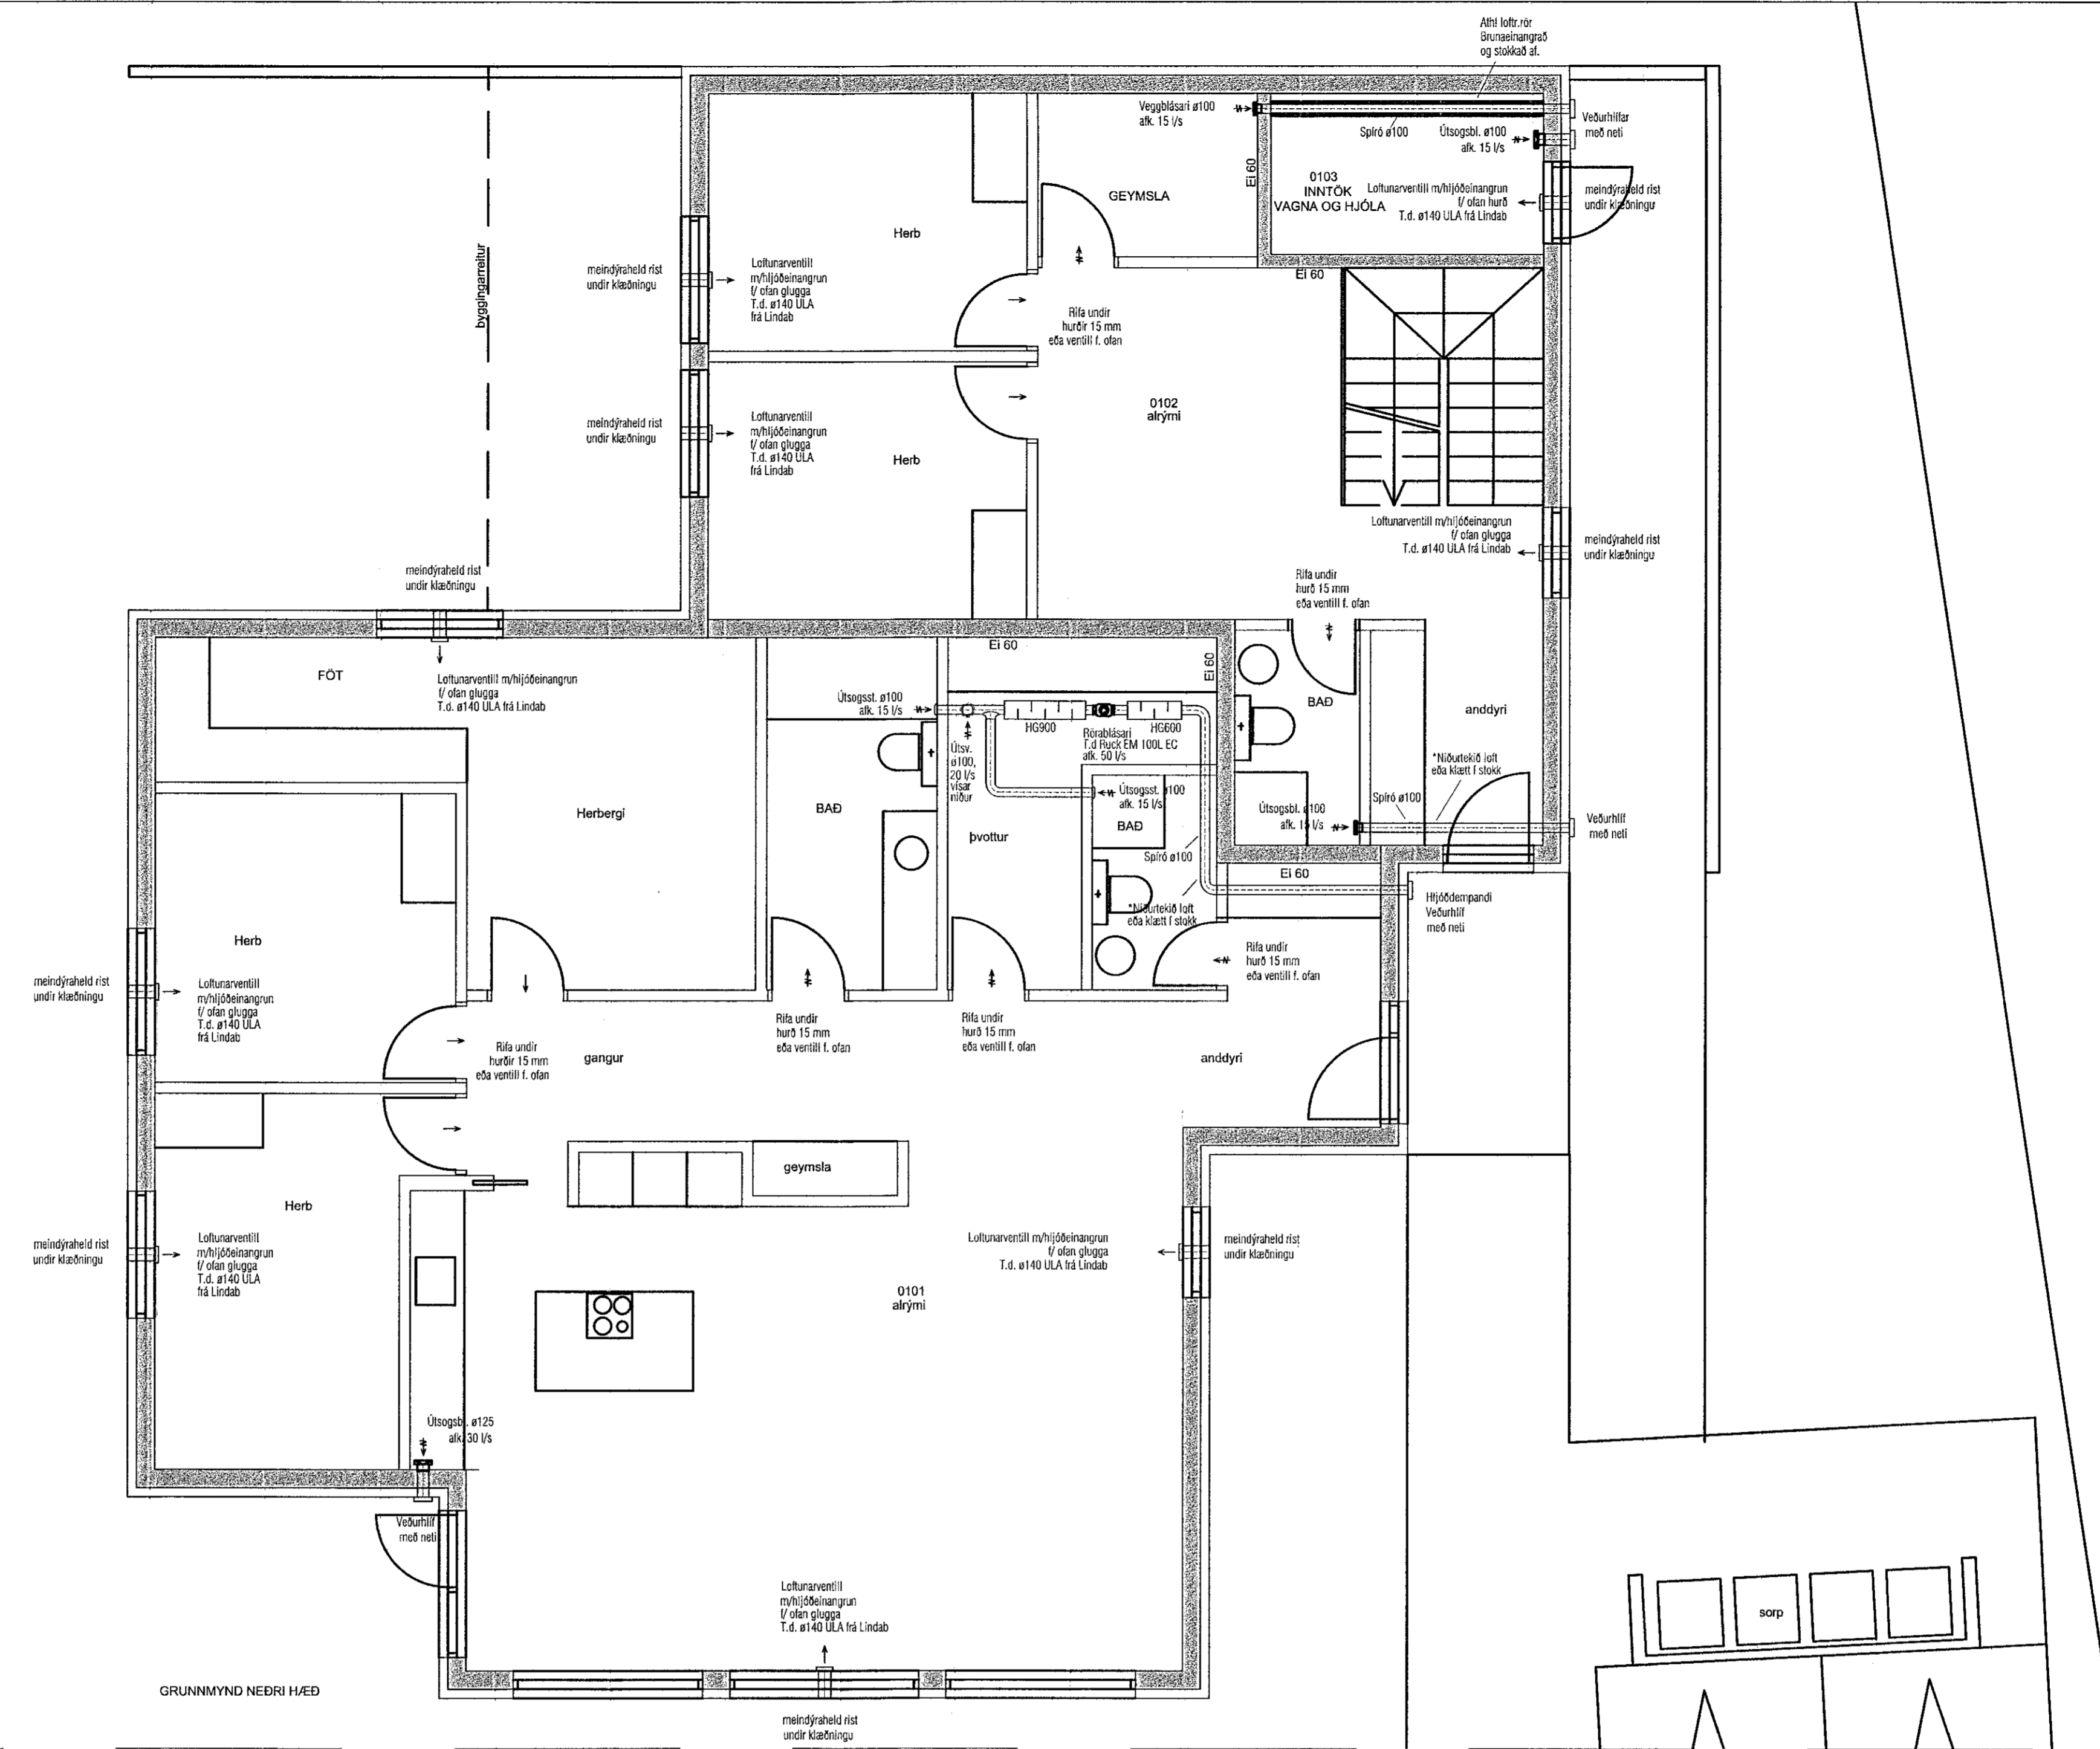 Ath! loftr.rör
Brunaeinangrað
og stokkað af.
Veggblásari ø100
afk. 15 l/s
Spíró ø100
Útsogsbl. ø100
afk. 15 l/s
Veðurhlífar
með neti
Ei 60
0103
INNTÖK
VAGNA OG HJÓLA
Loftunarventill m/hljóðeinangrun
f/ ofan hurð
T.d. ø140 ULA frá Lindab
meindýraheld rist
undir klæðningu
GEYMSLA
Herb
byggingarreitur
meindýraheld rist
undir klæðningu
Loftunarventill
m/hljóðeinangrun
f/ ofan glugga
T.d. ø140 ULA
frá Lindab
Ei 60
Rifa undir
hurðir 15 mm
eða ventill f. ofan
meindýraheld rist
undir klæðningu
Loftunarventill
m/hljóðeinangrun
f/ ofan glugga
T.d. ø140 ULA
frá Lindab
Herb
0102
alrými
Loftunarventill m/hljóðeinangrun
f/ ofan glugga
T.d. ø140 ULA frá Lindab
meindýraheld rist
undir klæðningu
meindýraheld rist
undir klæðningu
Rifa undir
hurð 15 mm
eða ventill f. ofan
FÖT
Loftunarventill m/hljóðeinangrun
f/ ofan glugga
T.d. ø140 ULA frá Lindab
Ei 60
Ei 60
Útsogsst. ø100
afk. 15 l/s
HG900
HG600
Rörablásari
T.d Ruck EM 100L EC
afk. 50 l/s
Útsv.
ø100,
20 l/s
vísar
niður
BAÐ
anddyri
*Niðurtekið loft
eða klætt í stokk
Útsogsst. ø100
afk. 15 l/s
BAÐ
Spíró ø100
Útsogsbl. ø100
afk. 15 l/s
Spíró ø100
Veðurhlíf
með neti
Herbergi
BAÐ
þvottur
Ei 60
*Niðurtekið loft
eða klætt í stokk
Hljóðdempandi
Veðurhlíf
með neti
Herb
meindýraheld rist
undir klæðningu
Loftunarventill
m/hljóðeinangrun
f/ ofan glugga
T.d. ø140 ULA
frá Lindab
Rifa undir
hurð 15 mm
eða ventill f. ofan
Rifa undir
hurðir 15 mm
eða ventill f. ofan
gangur
Rifa undir
hurð 15 mm
eða ventill f. ofan
Rifa undir
hurð 15 mm
eða ventill f. ofan
anddyri
geymsla
Herb
meindýraheld rist
undir klæðningu
Loftunarventill
m/hljóðeinangrun
f/ ofan glugga
T.d. ø140 ULA
frá Lindab
Loftunarventill m/hljóðeinangrun
f/ ofan glugga
T.d. ø140 ULA frá Lindab
meindýraheld rist
undir klæðningu
0101
alrými
Útsogsbl. ø125
afk. 30 l/s
Veðurhlíf
með neti
Loftunarventill
m/hljóðeinangrun
f/ ofan glugga
T.d. ø140 ULA frá Lindab
sorp
GRUNNMYND NEÐRI HÆÐ
meindýraheld rist
undir klæðningu